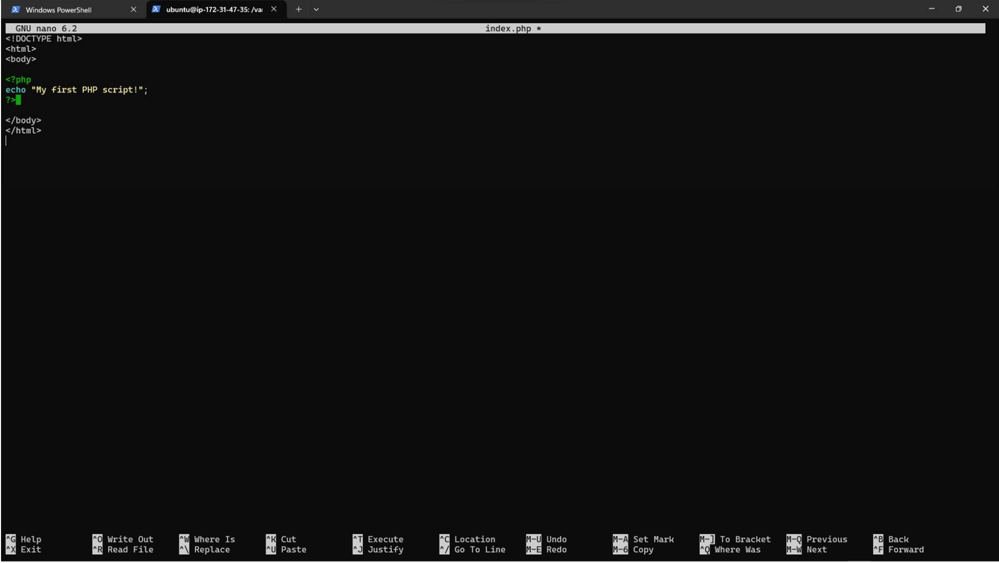 Windows PowerShell
ubuntu@ip-172-31-47-35: /va
GNU nano 6.2 index.php *
<!DOCTYPE html>
<html>
<body>
<?php
echo "My first PHP script!";
?>
</body>
</html>
^G Help ^O Write Out ^W Where Is ^K Cut ^T Execute ^C Location M-U Undo M-A Set Mark M-] To Bracket M-Q Previous ^B Back
^X Exit ^R Read File ^\ Replace ^U Paste ^J Justify ^/ Go To Line M-E Redo M-6 Copy ^Q Where Was M-W Next ^F Forward